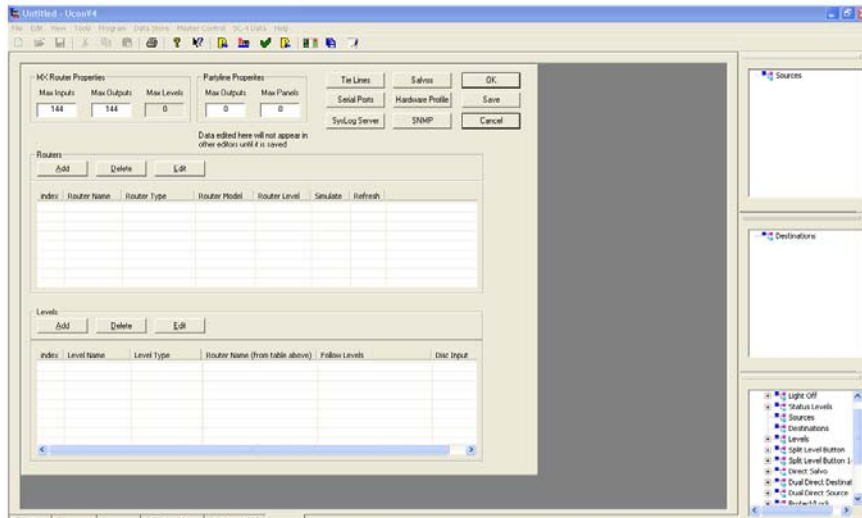 Untitled - UconV4
File Edit View Tools Program Data Store Master Control SC-4 Data Help
MX Router Properties
Max Inputs Max Outputs Max Levels
144 144 0
Partyline Properties
Max Outputs Max Panels
0 0
Tie Lines Salvos OK
Serial Ports Hardware Profile Save
SysLog Server SNMP Cancel
Data edited here will not appear in
other editors until it is saved
Routers
Add Delete Edit
index Router Name Router Type Router Model Router Level Simulate Refresh
Levels
Add Delete Edit
index Level Name Level Type Router Name (from table above) Follow Levels Disc Input
Sources
Destinations
Light Off
Status Levels
Sources
Destinations
Levels
Split Level Button
Split Level Button 1-
Direct Salvo
Dual Direct Destinat
Dual Direct Source
Protect/Lock